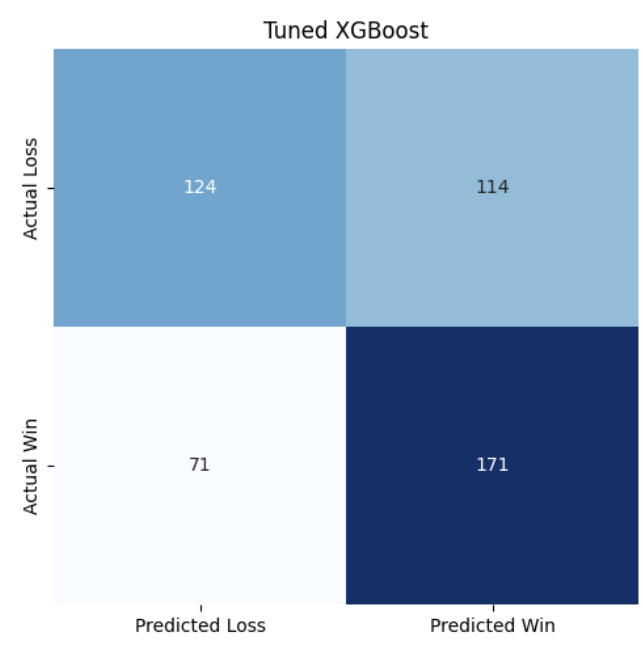 Tuned XGBoost
Actual Loss
124
114
Actual Win
71
171
Predicted Loss
Predicted Win